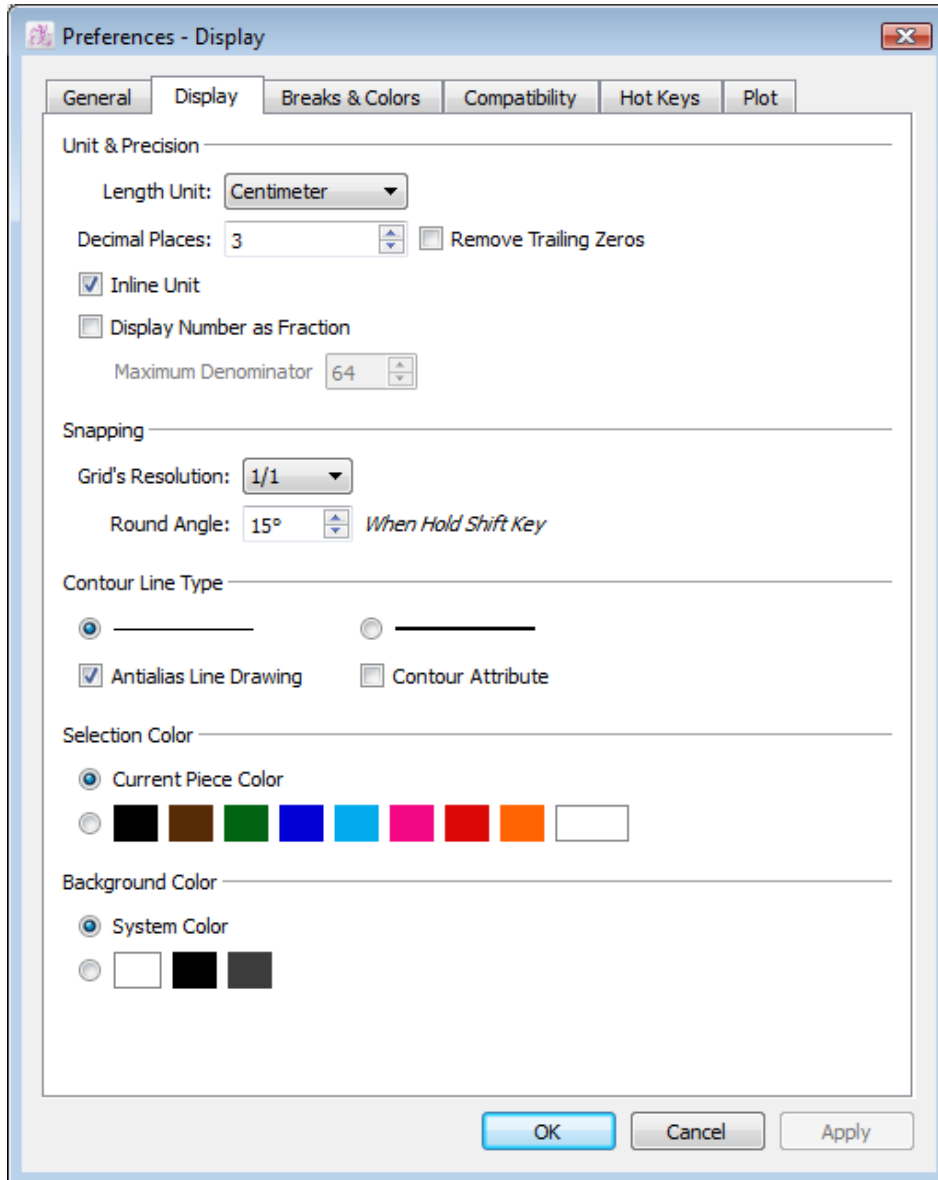 Preferences - Display
General Display Breaks & Colors Compatibility Hot Keys Plot
Unit & Precision
Length Unit: Centimeter
Decimal Places: 3 Remove Trailing Zeros
Inline Unit
Display Number as Fraction
Maximum Denominator 64
Snapping
Grid's Resolution: 1/1
Round Angle: 15° When Hold Shift Key
Contour Line Type
Antialias Line Drawing Contour Attribute
Selection Color
Current Piece Color
Background Color
System Color
OK Cancel Apply